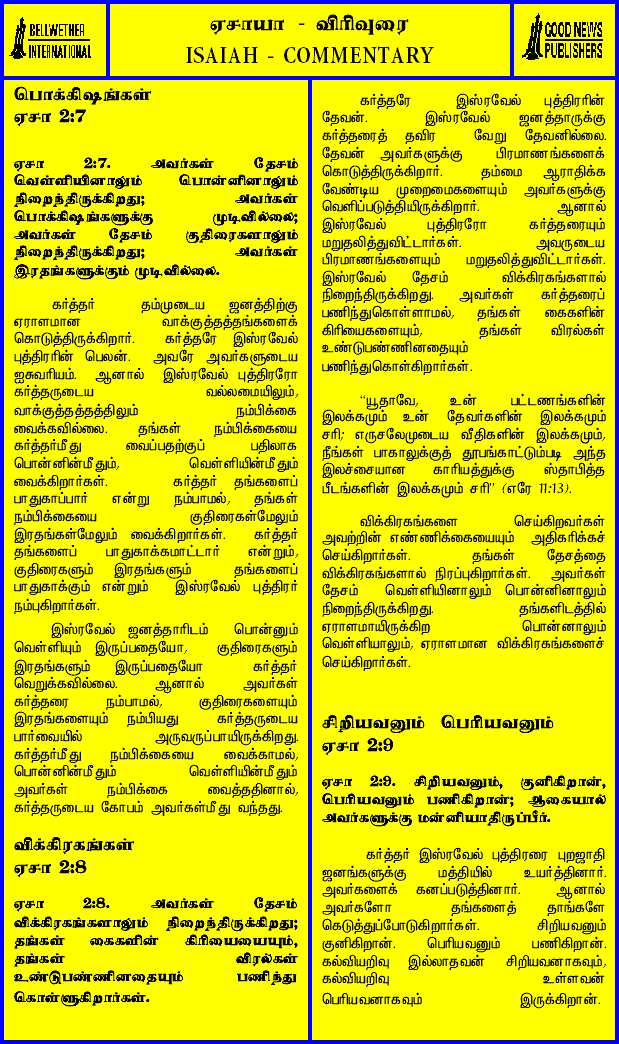 BELLWETHER
INTERNATIONAL
ஏசாயா - விரிவுரை
ISAIAH - COMMENTARY
GOOD NEWS
PUBLISHERS
பொக்கிஷங்கள்
ஏசா 2:7
ஏசா 2:7. அவர்கள் தேசம்
வெள்ளியினாலும் பொன்னினாலும்
நிறைந்திருக்கிறது; அவர்கள்
பொக்கிஷங்களுக்கு முடிவில்லை;
அவர்கள் தேசம் குதிரைகளாலும்
நிறைந்திருக்கிறது; அவர்கள்
இரதங்களுக்கும் முடிவில்லை.
கர்த்தர் தம்முடைய ஜனத்திற்கு
ஏராளமான வாக்குத்தத்தங்களைக்
கொடுத்திருக்கிறார். கர்த்தரே இஸ்ரவேல்
புத்திரரின் பெலன். அவரே அவர்களுடைய
ஐசுவரியம். ஆனால் இஸ்ரவேல் புத்திரரோ
கர்த்தருடைய வல்லமையிலும்,
வாக்குத்தத்தத்திலும் நம்பிக்கை
வைக்கவில்லை. தங்கள் நம்பிக்கையை
கர்த்தர்மீது வைப்பதற்குப் பதிலாக
பொன்னின்மீதும், வெள்ளியின்மீதும்
வைக்கிறார்கள். கர்த்தர் தங்களைப்
பாதுகாப்பார் என்று நம்பாமல், தங்கள்
நம்பிக்கையை குதிரைகள்மேலும்
இரதங்கள்மேலும் வைக்கிறார்கள். கர்த்தர்
தங்களைப் பாதுகாக்கமாட்டார் என்றும்,
குதிரைகளும் இரதங்களும் தங்களைப்
பாதுகாக்கும் என்றும் இஸ்ரவேல் புத்திரர்
நம்புகிறார்கள்.
இஸ்ரவேல் ஜனத்தாரிடம் பொன்னும்
வெள்ளியும் இருப்பதையோ, குதிரைகளும்
இரதங்களும் இருப்பதையோ கர்த்தர்
வெறுக்கவில்லை. ஆனால் அவர்கள்
கர்த்தரை நம்பாமல், குதிரைகளையும்
இரதங்களையும் நம்பியது கர்த்தருடைய
பார்வையில் அருவருப்பாயிருக்கிறது.
கர்த்தர்மீது நம்பிக்கையை வைக்காமல்,
பொன்னின்மீதும் வெள்ளியின்மீதும்
அவர்கள் நம்பிக்கை வைத்ததினால்,
கர்த்தருடைய கோபம் அவர்கள்மீது வந்தது.
விக்கிரகங்கள்
ஏசா 2:8
ஏசா 2:8. அவர்கள் தேசம்
விக்கிரகங்களாலும் நிறைந்திருக்கிறது;
தங்கள் கைகளின் கிரியையையும்,
தங்கள் விரல்கள்
உண்டுபண்ணினதையும் பணிந்து
கொள்ளுகிறார்கள்.
கர்த்தரே இஸ்ரவேல் புத்திரரின்
தேவன். இஸ்ரவேல் ஜனத்தாருக்கு
கர்த்தரைத் தவிர வேறு தேவனில்லை.
தேவன் அவர்களுக்கு பிரமாணங்களைக்
கொடுத்திருக்கிறார். தம்மை ஆராதிக்க
வேண்டிய முறைமைகளையும் அவர்களுக்கு
வெளிப்படுத்தியிருக்கிறார். ஆனால்
இஸ்ரவேல் புத்திரரோ கர்த்தரையும்
மறுதலித்துவிட்டார்கள். அவருடைய
பிரமாணங்களையும் மறுதலித்துவிட்டார்கள்.
இஸ்ரவேல் தேசம் விக்கிரகங்களால்
நிறைந்திருக்கிறது. அவர்கள் கர்த்தரைப்
பணிந்துகொள்ளாமல், தங்கள் கைகளின்
கிரியைகளையும், தங்கள் விரல்கள்
உண்டுபண்ணினதையும்
பணிந்துகொள்கிறார்கள்.
“யூதாவே, உன் பட்டணங்களின்
இலக்கமும் உன் தேவர்களின் இலக்கமும்
சரி; எருசலேமுடைய வீதிகளின் இலக்கமும்,
நீங்கள் பாகாலுக்குத் தூபங்காட்டும்படி அந்த
இலச்சையான காரியத்துக்கு ஸ்தாபித்த
பீடங்களின் இலக்கமும் சரி” (எரே 11:13).
விக்கிரகங்களை செய்கிறவர்கள்
அவற்றின் எண்ணிக்கையையும் அதிகரிக்கச்
செய்கிறார்கள். தங்கள் தேசத்தை
விக்கிரகங்களால் நிரப்புகிறார்கள். அவர்கள்
தேசம் வெள்ளியினாலும் பொன்னினாலும்
நிறைந்திருக்கிறது. தங்களிடத்தில்
ஏராளமாயிருக்கிற பொன்னாலும்
வெள்ளியாலும், ஏராளமான விக்கிரகங்களைச்
செய்கிறார்கள்.
சிறியவனும் பெரியவனும்
ஏசா 2:9
ஏசா 2:9. சிறியவனும், குனிகிறான்,
பெரியவனும் பணிகிறான்; ஆகையால்
அவர்களுக்கு மன்னியாதிருப்பீர்.
கர்த்தர் இஸ்ரவேல் புத்திரரை புறஜாதி
ஜனங்களுக்கு மத்தியில் உயர்த்தினார்.
அவர்களைக் கனப்படுத்தினார். ஆனால்
அவர்களோ தங்களைத் தாங்களே
கெடுத்துப்போடுகிறார்கள். சிறியவனும்
குனிகிறான். பெரியவனும் பணிகிறான்.
கல்வியறிவு இல்லாதவன் சிறியவனாகவும்,
கல்வியறிவு உள்ளவன்
பெரியவனாகவும் இருக்கிறான்.